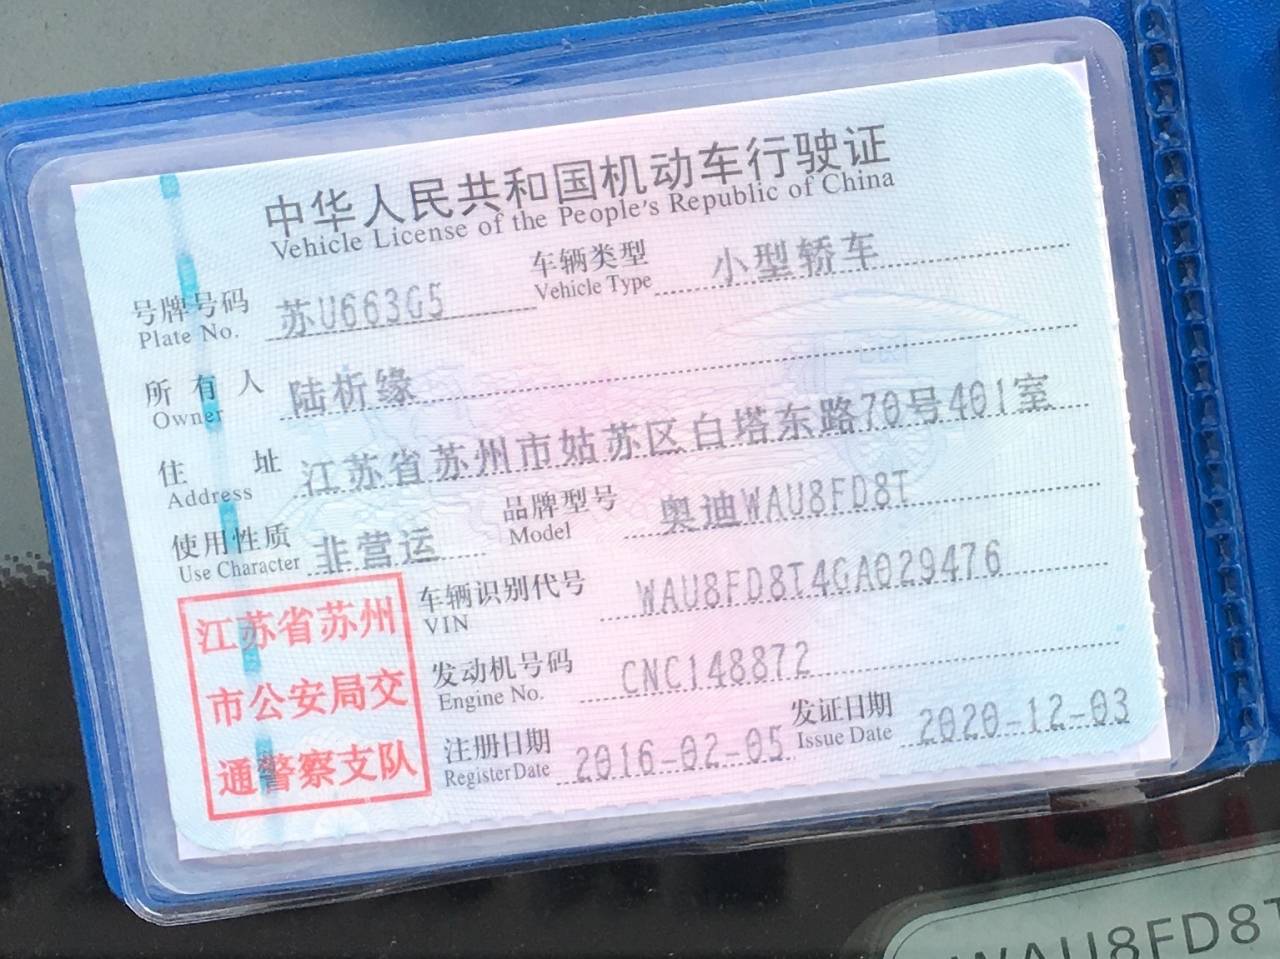 中华人民共和国机动车行驶证
Vehicle License of the People's Republic of China
号牌号码 苏U663G5 车辆类型 小型轿车
Plate No. Vehicle Type
所有人 陆析缘
Owner
住址 江苏省苏州市姑苏区白塔东路70号401室
Address
使用性质 非营运 品牌型号 奥迪WAU8FD8T
Use Character Model
江苏省苏州
市公安局交
通警察支队
车辆识别代号 WAU8FD8T4GA029476
VIN
发动机号码 CNC148872
Engine No.
注册日期 2016-02-05 发证日期 2020-12-03
Register Date Issue Date
WAU8FD8T